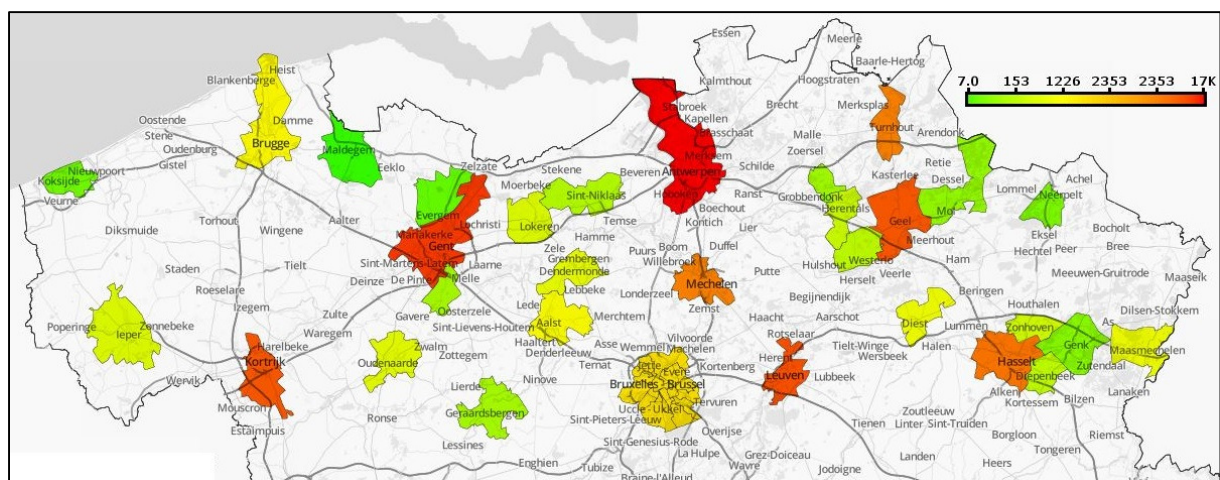 Essen
Meerle
Baarle-Hertog
Heist
Blankenberge
Kalmthout
Hoogstraten
7.0 153 1226 2353 2353 17K
Stabroek
Brecht
Merksplas
Kapellen
Oostende
Damme
Stene
Brasschaat
Malle
Turnhout
Arendonk
Oudenburg
Brugge
Maldegem
Zoersel
Gistel
Eeklo
Zelzate
Merksem
Retie
Nieuwpoort
Stekene
Beveren
Antwerpen
Schilde
Kasterlee
Achel
Koksijde
Moerbeke
Dessel
Lommel
Neerpelt
Veurne
Sint-Niklaas
Hoboken
Ranst
Grobbendonk
Herentals
Evergem
Boechout
Mol
Torhout
Aalter
Lochristi
Temse
Kontich
Geel
Diksmuide
Wingene
Mariakerke
Lokeren
Lier
Bocholt
Hamme
Eksel
Gent
Boom
Duffel
Meerhout
Zele
Puurs
Hechtel
Peer
Bree
Sint-Martens-Latem
Laarne
Grembergen
Willebroek
Hulshout
Westerlo
Ham
Staden
Tielt
Dendermonde
Putte
Veerle
Meeuwen-Gruitrode
Maaseik
Deinze
De Pinte
Melle
Mechelen
Herselt
Roeselare
Lebbeke
Londerzeel
Begijnendijk
Beringen
Izegem
Lede
Zemst
Houthalen
Zulte
Gavere
Oosterzele
Merchtem
Haacht
Aarschot
Diest
Dilsen-Stokkem
Poperinge
Zonnebeke
Aalst
Lummen
Zonhoven
As
Ieper
Waregem
Sint-Lievens-Houtem
Vilvoorde
Rotselaar
Harelbeke
Haaltert
Asse
Wemmel
Machelen
Tielt-Winge
Halen
Genk
Zwalm
Denderleeuw
Herent
Wersbeek
Maasmechelen
Kortrijk
Oudenaarde
Zottegem
Ternat
Jette
Evere
Kortenberg
Hasselt
Zutendaal
Wervik
Ninove
Bruxelles - Brussel
Leuven
Lubbeek
Diepenbeek
Lierde
Alken
Lanaken
Mouscron
Geraardsbergen
Uccle - Ukkel
Tervuren
Kortessem
Bilzen
Ronse
Sint-Pieters-Leeuw
Zoutleeuw
Estaimpuis
Tienen
Linter
Sint-Truiden
Overijse
Borgloon
Riemst
Lessines
Sint-Genesius-Rode
Tongeren
La Hulpe
Grez-Doiceau
Landen
Enghien
Tubize
Wavre
Jodoigne
Heers
Braine-l'Alleud